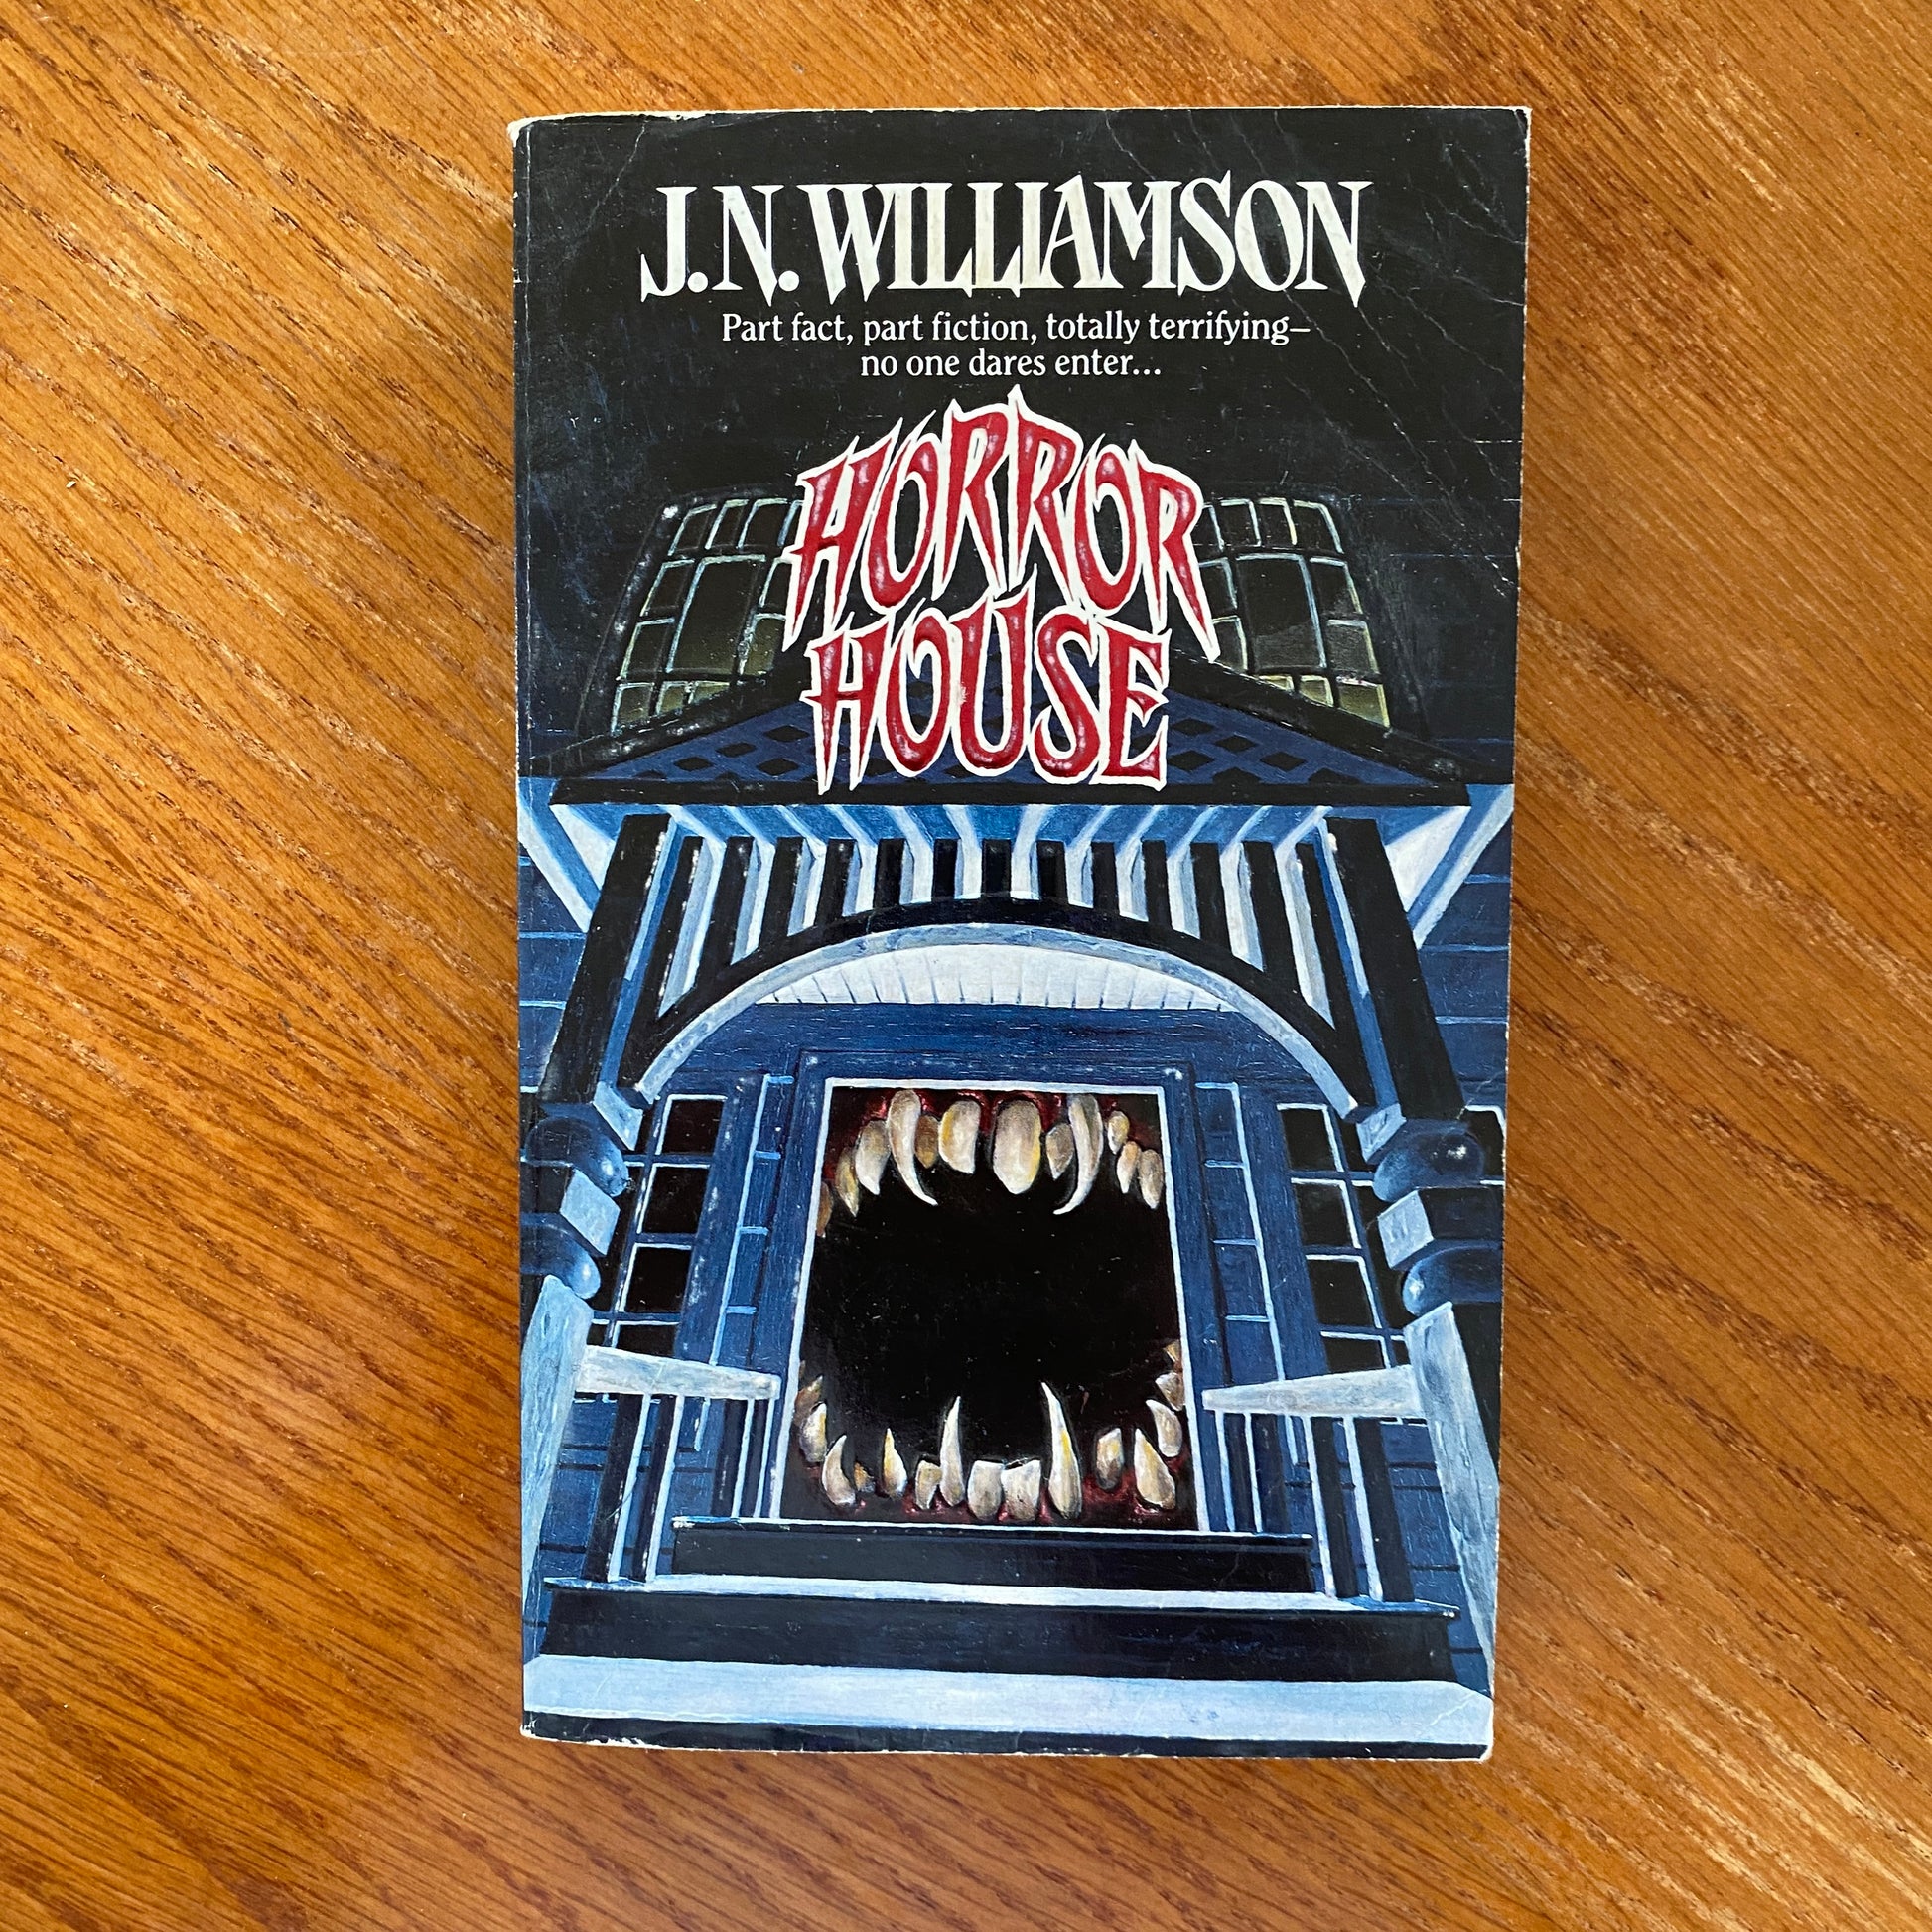 J.N. WILLIAMSON
Part fact, part fiction, totally terrifying–
no one dares enter...
HORROR
HOUSE